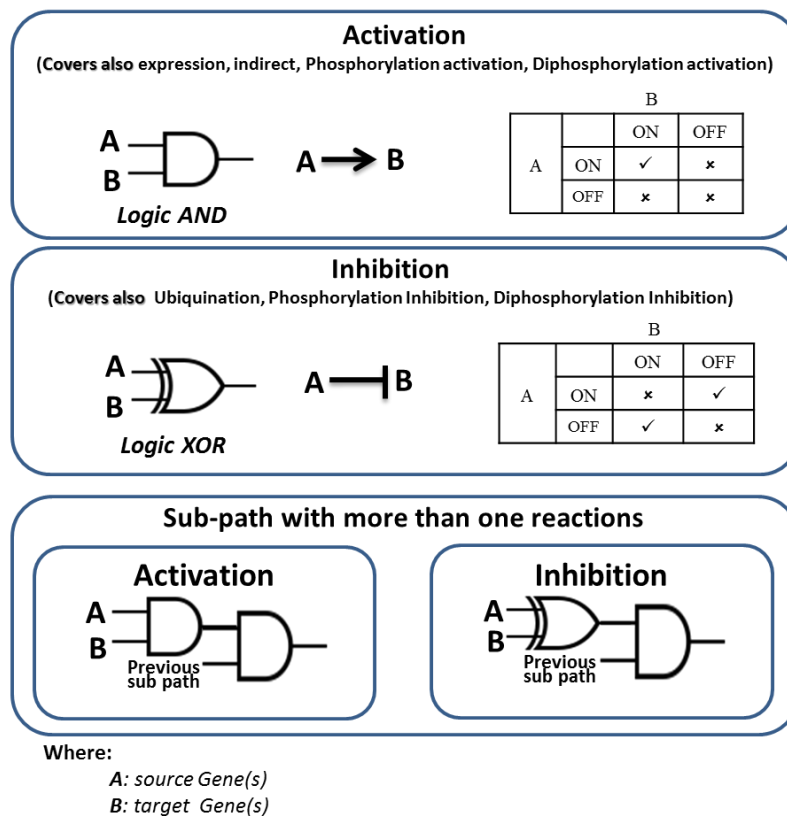 Activation
(Covers also expression, indirect, Phosphorylation activation, Diphosphorylation activation)
B
A
B
Logic AND
A B
ON OFF
A ON ✓ ×
OFF × ×
Inhibition
(Covers also Ubiquination, Phosphorylation Inhibition, Diphosphorylation Inhibition)
B
A
B
Logic XOR
A B
ON OFF
A ON × ✓
OFF ✓ ×
Sub-path with more than one reactions
Activation
A
B
Previous
sub path
Inhibition
A
B
Previous
sub path
Where:
A: source Gene(s)
B: target Gene(s)